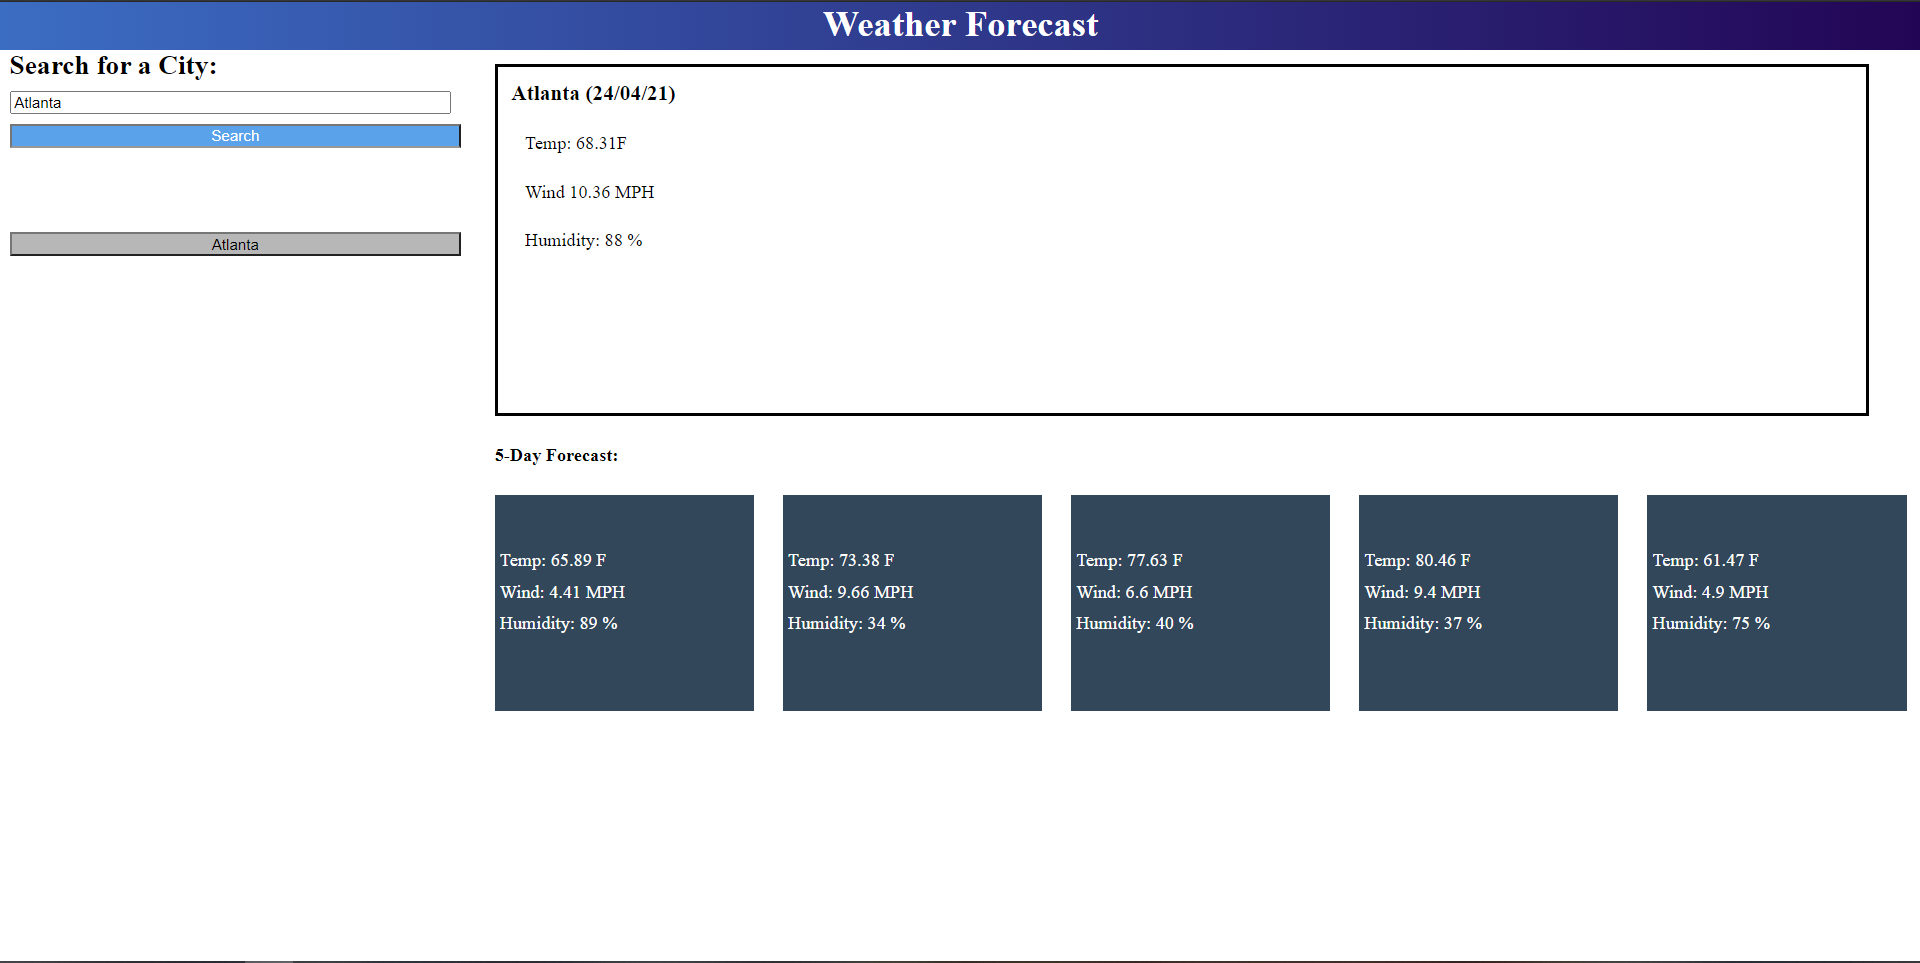 Weather Forecast
Search for a City:
Atlanta
Search
Atlanta
Atlanta (24/04/21)
Temp: 68.31F
Wind 10.36 MPH
Humidity: 88 %
5-Day Forecast:
Temp: 65.89 F
Wind: 4.41 MPH
Humidity: 89 %
Temp: 73.38 F
Wind: 9.66 MPH
Humidity: 34 %
Temp: 77.63 F
Wind: 6.6 MPH
Humidity: 40 %
Temp: 80.46 F
Wind: 9.4 MPH
Humidity: 37 %
Temp: 61.47 F
Wind: 4.9 MPH
Humidity: 75 %